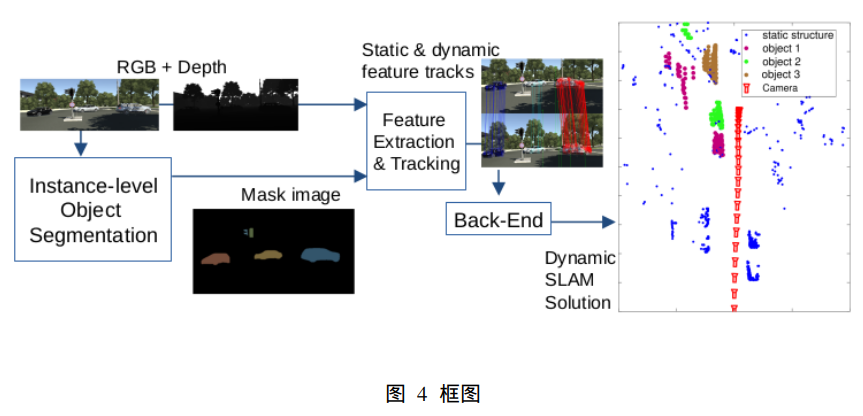 RGB + Depth
Static & dynamic
feature tracks
Feature
Extraction
& Tracking
Instance-level
Object
Segmentation
Mask image
Back-End
Dynamic
SLAM
Solution
static structure
object 1
object 2
object 3
Camera
图 4 框图